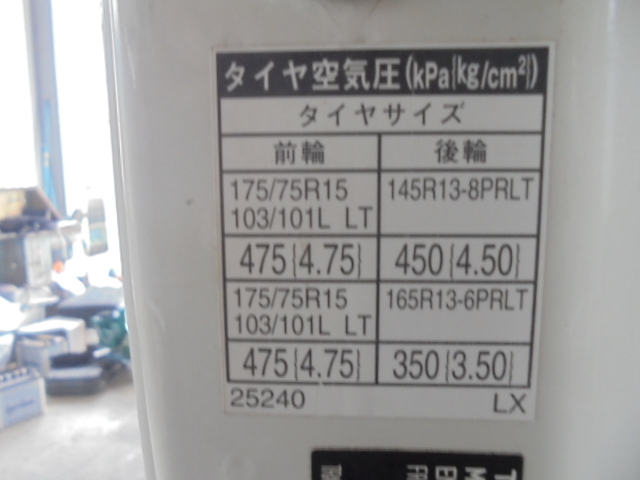 タイヤ空気圧(kPa{kg/cm²})
タイヤサイズ
前輪 後輪
175/75R15 145R13-8PRLT
103/101L LT
475{4.75} 450{4.50}
175/75R15 165R13-6PRLT
103/101L LT
475{4.75} 350{3.50}
25240 LX